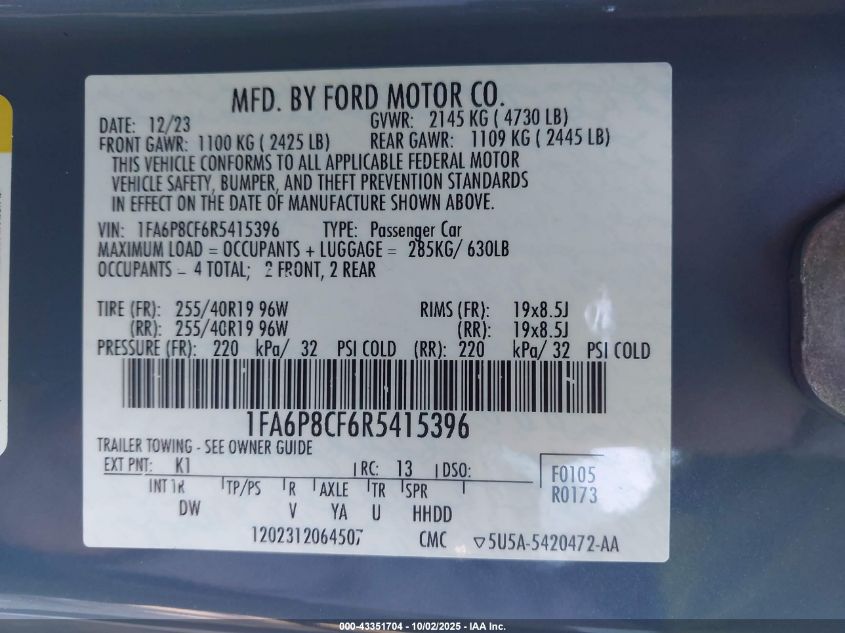 MFD. BY FORD MOTOR CO.
DATE: 12/23 GVWR: 2145 KG ( 4730 LB)
FRONT GAWR: 1100 KG ( 2425 LB) REAR GAWR: 1109 KG ( 2445 LB)
THIS VEHICLE CONFORMS TO ALL APPLICABLE FEDERAL MOTOR
VEHICLE SAFETY, BUMPER, AND THEFT PREVENTION STANDARDS
IN EFFECT ON THE DATE OF MANUFACTURE SHOWN ABOVE.
VIN: 1FA6P8CF6R5415396 TYPE: Passenger Car
MAXIMUM LOAD = OCCUPANTS + LUGGAGE = 285KG/ 630LB
OCCUPANTS = 4 TOTAL; 2 FRONT, 2 REAR
TIRE (FR): 255/40R19 96W RIMS (FR): 19x8.5J
(RR): 255/40R19 96W (RR): 19x8.5J
PRESSURE (FR): 220 kPa/ 32 PSI COLD (RR): 220 kPa/ 32 PSI COLD
1FA6P8CF6R5415396
TRAILER TOWING - SEE OWNER GUIDE
EXT PNT: K1 RC: 13 DSO: F0105
INT TR TP/PS R AXLE TR SPR R0173
DW V YA U HHDD
1202312064507 CMC ▽5U5A-5420472-AA
000-43351704 - 10/02/2025 - IAA Inc.